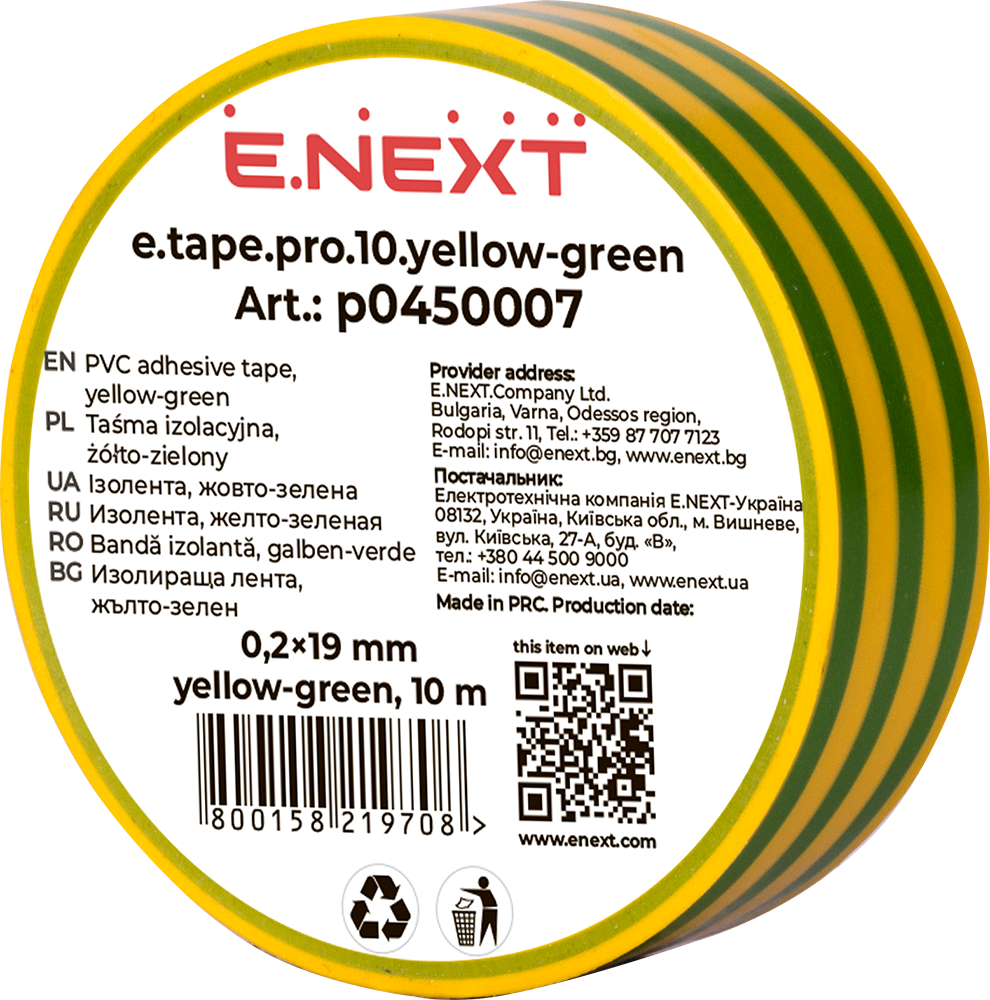 E.NEXT
e.tape.pro.10.yellow-green
Art.: p0450007
EN PVC adhesive tape,
yellow-green
PL Taśma izolacyjna,
żółto-zielony
UA Ізолента, жовто-зелена
RU Изолента, желто-зеленая
RO Bandă izolantă, galben-verde
BG Изолираща лента,
жълто-зелен
Provider address:
E.NEXT.Company Ltd.
Bulgaria, Varna, Odessos region,
Rodopi str. 11, Tel.: +359 87 707 7123
E-mail: info@enext.bg, www.enext.bg
Постачальник:
Електротехнічна компанія E.NEXT-Україна
08132, Україна, Київська обл., м. Вишневе,
вул. Київська, 27-А, буд. «В»,
тел.: +380 44 500 9000
E-mail: info@enext.ua, www.enext.ua
Made in PRC. Production date:
0,2×19 mm
yellow-green, 10 m
800158 219708 >
this item on web↓
www.enext.com